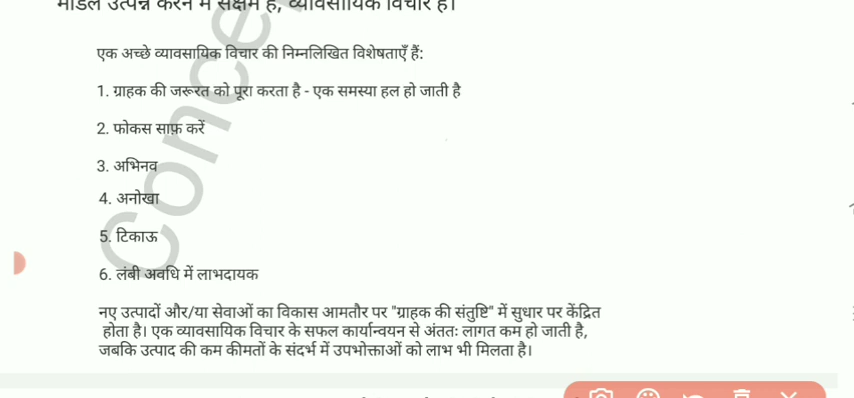 मॉडल उत्पन्न करने में सक्षम है, व्यावसायिक विचार है।
एक अच्छे व्यावसायिक विचार की निम्नलिखित विशेषताएँ हैं:
1. ग्राहक की जरूरत को पूरा करता है - एक समस्या हल हो जाती है
2. फोकस साफ़ करें
3. अभिनव
4. अनोखा
5. टिकाऊ
6. लंबी अवधि में लाभदायक
नए उत्पादों और/या सेवाओं का विकास आमतौर पर "ग्राहक की संतुष्टि" में सुधार पर केंद्रित
होता है। एक व्यावसायिक विचार के सफल कार्यान्वयन से अंततः लागत कम हो जाती है,
जबकि उत्पाद की कम कीमतों के संदर्भ में उपभोक्ताओं को लाभ भी मिलता है।
Conce